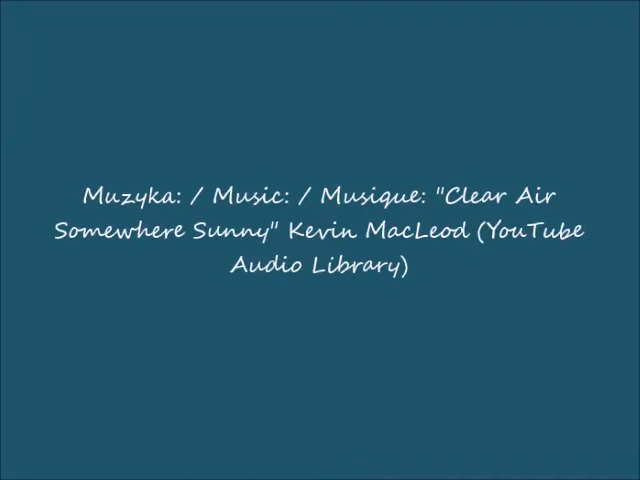 Muzyka: / Music: / Musique: "Clear Air
Somewhere Sunny" Kevin MacLeod (YouTube
Audio Library)